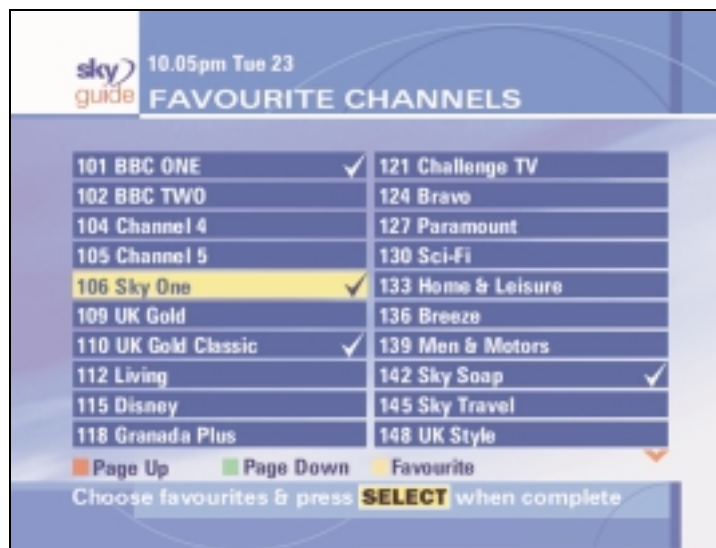 sky
guide
10.05pm Tue 23
FAVOURITE CHANNELS
101 BBC ONE
102 BBC TWO
104 Channel 4
105 Channel 5
106 Sky One
109 UK Gold
110 UK Gold Classic
112 Living
115 Disney
118 Granada Plus
121 Challenge TV
124 Bravo
127 Paramount
130 Sci-Fi
133 Home & Leisure
136 Breeze
139 Men & Motors
142 Sky Soap
145 Sky Travel
148 UK Style
Page Up Page Down Favourite
Choose favourites & press SELECT when complete